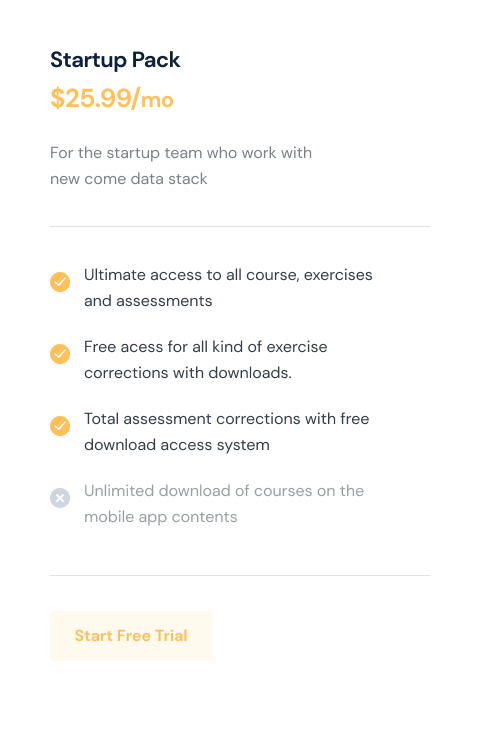 Startup Pack
$25.99/mo
For the startup team who work with
new come data stack
Ultimate access to all course, exercises
and assessments
Free acess for all kind of exercise
corrections with downloads.
Total assessment corrections with free
download access system
Unlimited download of courses on the
mobile app contents
Start Free Trial